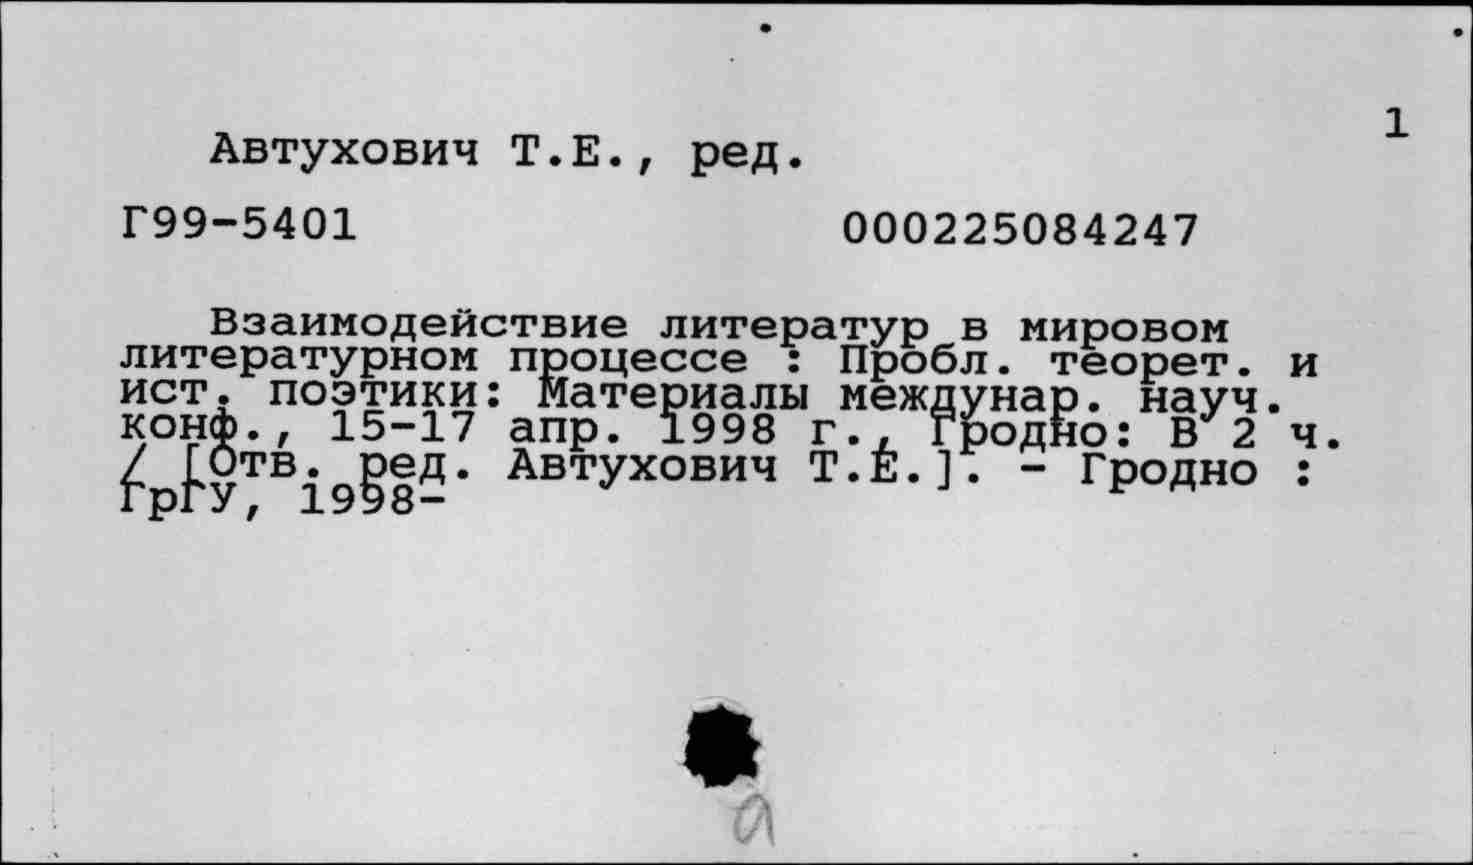 1
Автухович Т.Е., ред.
Г99-5401 000225084247
Взаимодействие литератур в мировом
литературном процессе : Пробл. теорет. и
ист. поэтики: Материалы междунар. науч.
конф., 15-17 апр. 1998 г., Гродно: В 2 ч.
/ [Отв. ред. Автухович Т.Е.]. - Гродно :
ГрГУ, 1998-